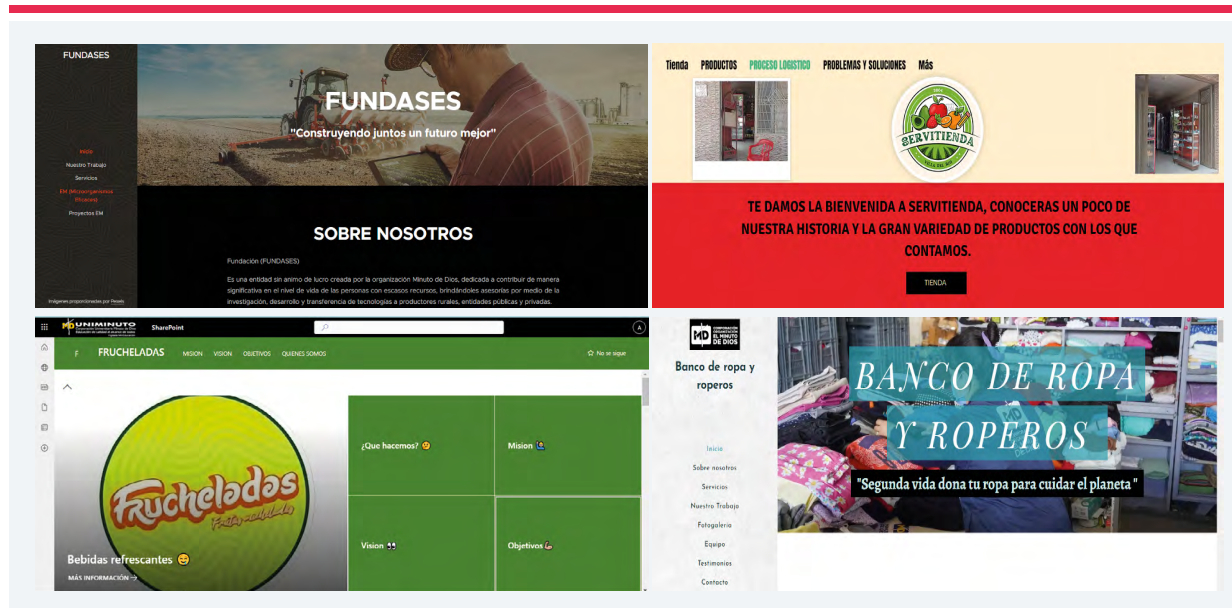 FUNDASES
Inicio
Nuestro Trabajo
Servicios
EM (Microorganismos
Eficaces)
Proyectos EM
Imágenes proporcionadas por Pexels
FUNDASES
"Construyendo juntos un futuro mejor"
SOBRE NOSOTROS
Fundación (FUNDASES)
Es una entidad sin animo de lucro creada por la organización Minuto de Dios, dedicada a contribuir de manera
significativa en el nivel de vida de las personas con escasos recursos, brindándoles asesorías por medio de la
investigación, desarrollo y transferencia de tecnologías a productores rurales, entidades públicas y privadas.
Tienda PRODUCTOS PROCESO LOGISTICO PROBLEMAS Y SOLUCIONES Más
SERVITIENDA
TE DAMOS LA BIENVENIDA A SERVITIENDA, CONOCERAS UN POCO DE
NUESTRA HISTORIA Y LA GRAN VARIEDAD DE PRODUCTOS CON LOS QUE
CONTAMOS.
TIENDA
UNIMINUTO
SharePoint
A
F FRUCHELADAS MISION VISION OBJETIVOS QUIENES SOMOS
No se sigue
Frucheladas
Bebidas refrescantes 😊
MÁS INFORMACIÓN →
¿Que hacemos? 🤔
Mision 🙋
Vision 👀
Objetivos 💪
MD CORPORACIÓN
ORGANIZACIÓN
EL MINUTO
DE DIOS
Banco de ropa y
roperos
Inicio
Sobre nosotros
Servicios
Nuestro Trabajo
Fotogalería
Equipo
Testimonios
Contacto
BANCO DE ROPA
Y ROPEROS
"Segunda vida dona tu ropa para cuidar el planeta "